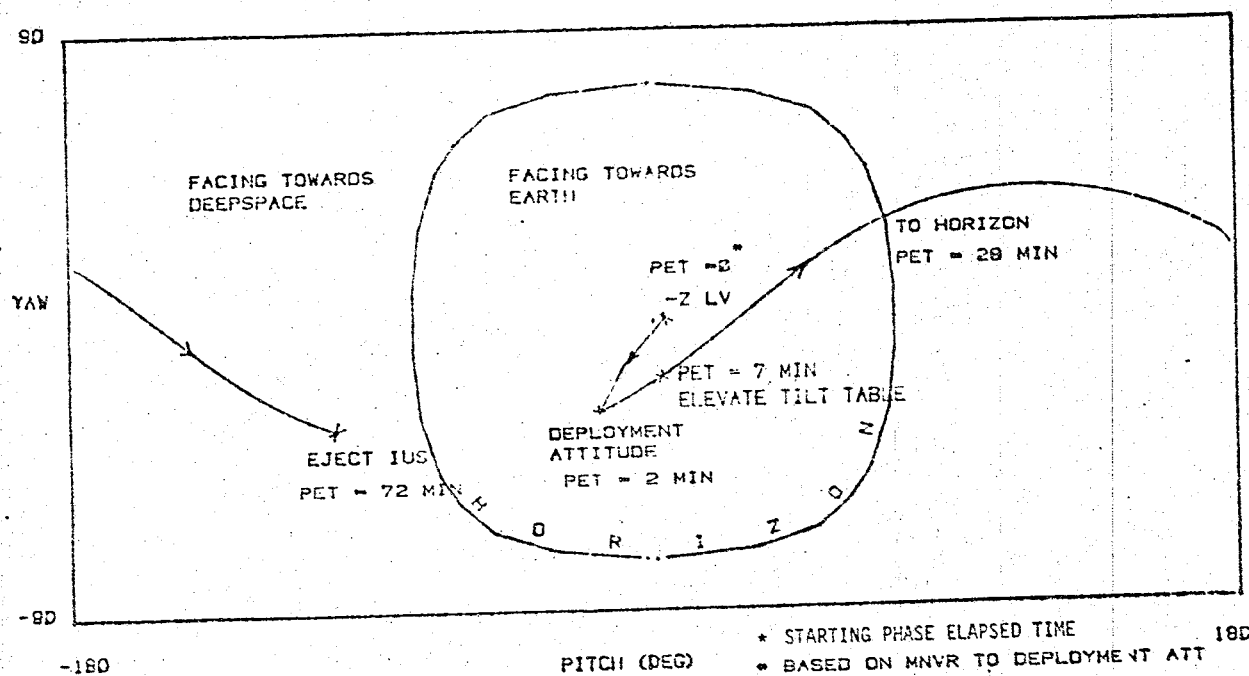 90
FACING TOWARDS
DEEPSPACE
FACING TOWARDS
EARTH
TO HORIZON
PET = 28 MIN
YAW
-Z LV
PET = 7 MIN
ELEVATE TILT TABLE
DEPLOYMENT
ATTITUDE
PET = 2 MIN
EJECT IUS
PET = 72 MIN
HORIZON
-90
* STARTING PHASE ELAPSED TIME
180
-180
PITCH (DEG)
* BASED ON MNVR TO DEPLOYMENT ATT